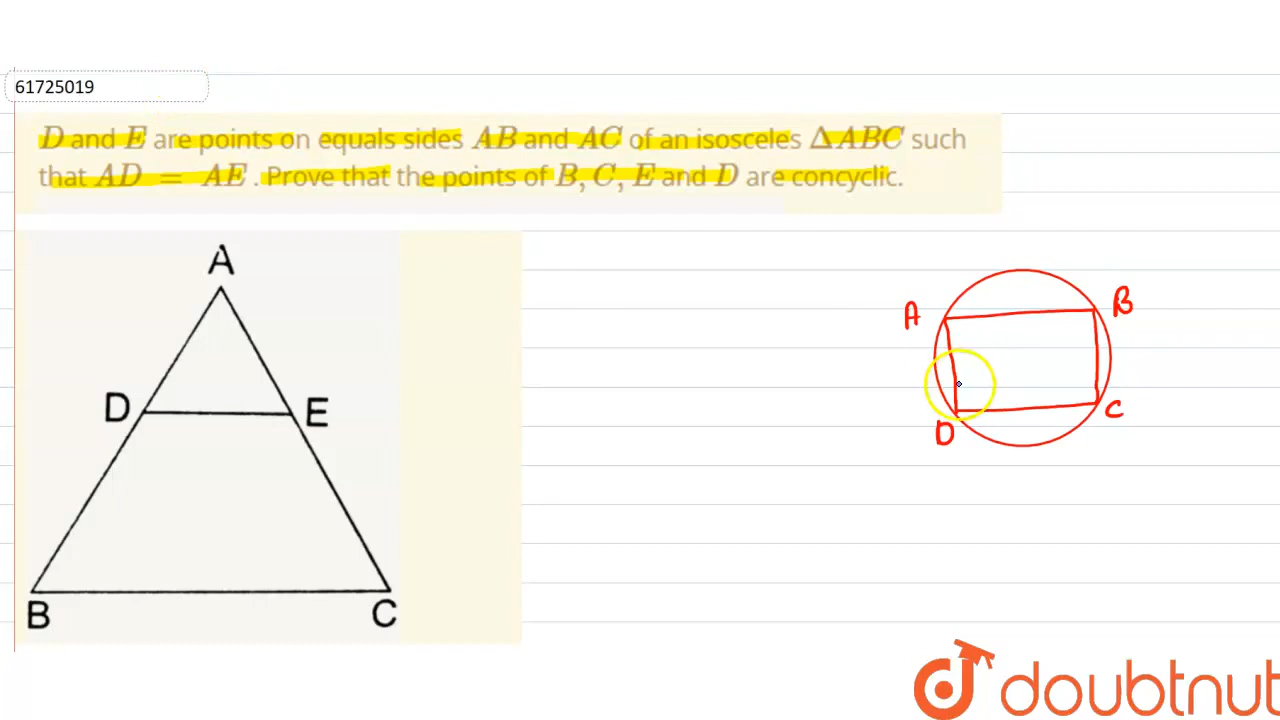 61725019
D and E are points on equals sides AB and AC of an isosceles ΔABC such
that AD = AE . Prove that the points of B, C, E and D are concyclic.
A
D
E
B
C
A
B
D
C
doubtnut